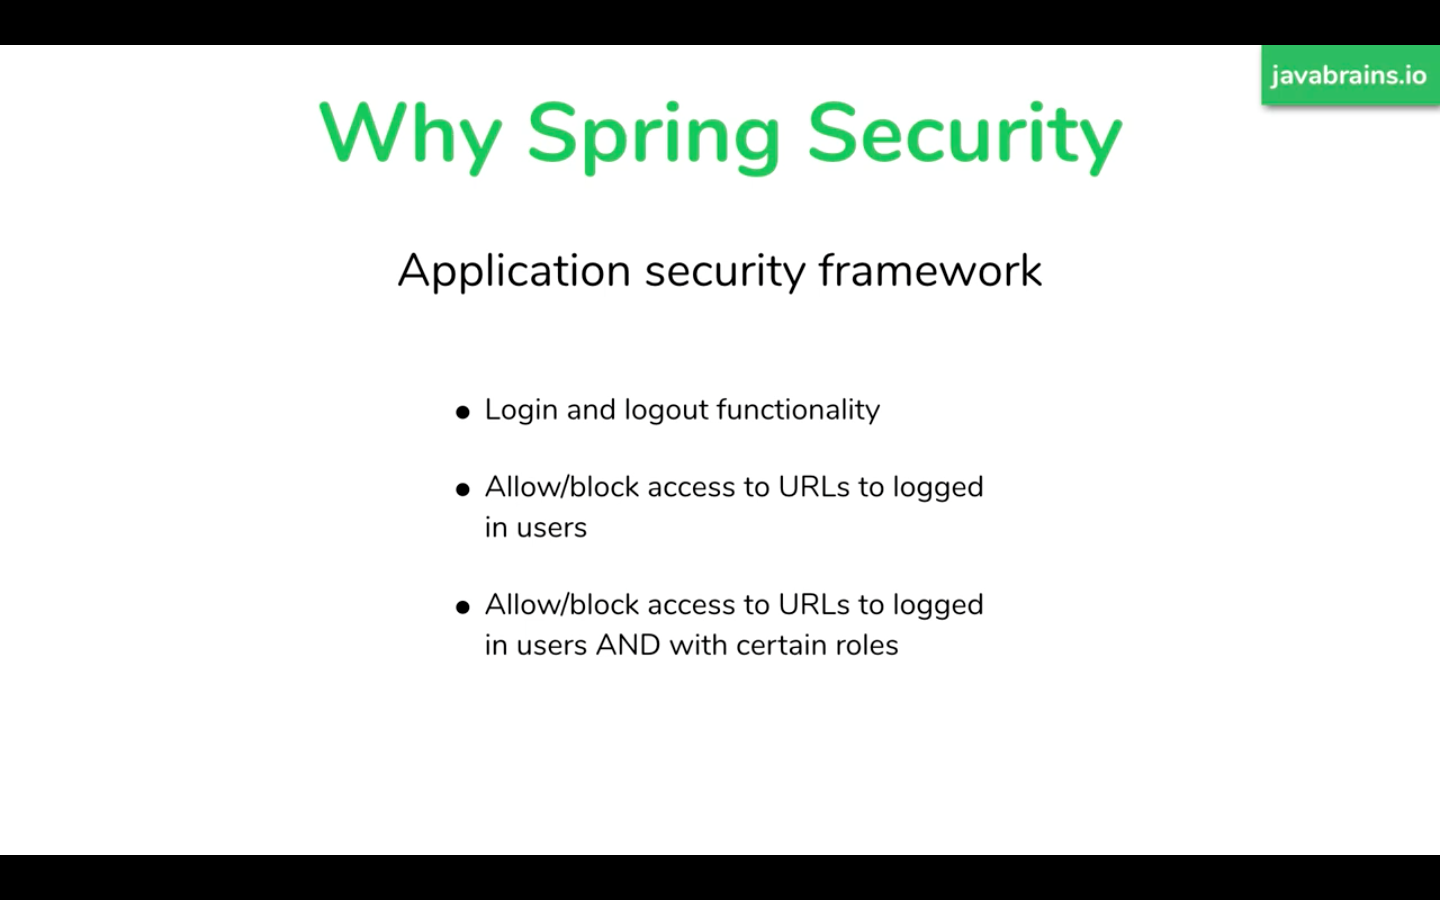 javabrains.io
Why Spring Security
Application security framework
● Login and logout functionality
● Allow/block access to URLs to logged
in users
● Allow/block access to URLs to logged
in users AND with certain roles